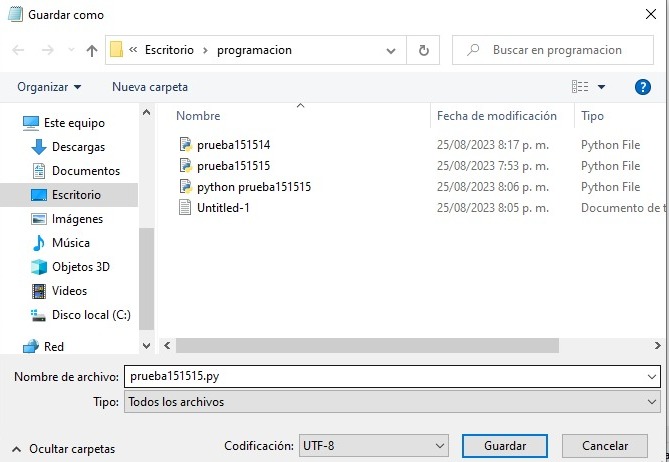 Guardar como
« Escritorio > programacion
Buscar en programacion
Organizar
Nueva carpeta
?
Este equipo
Descargas
Documentos
Escritorio
Imágenes
Música
Objetos 3D
Videos
Disco local (C:)
Red
Nombre Fecha de modificación Tipo
prueba151514 25/08/2023 8:17 p. m. Python File
prueba151515 25/08/2023 7:53 p. m. Python File
python prueba151515 25/08/2023 8:06 p. m. Python File
Untitled-1 25/08/2023 8:05 p. m. Documento de t
Nombre de archivo: prueba151515.py
Tipo: Todos los archivos
Ocultar carpetas
Codificación: UTF-8
Guardar
Cancelar